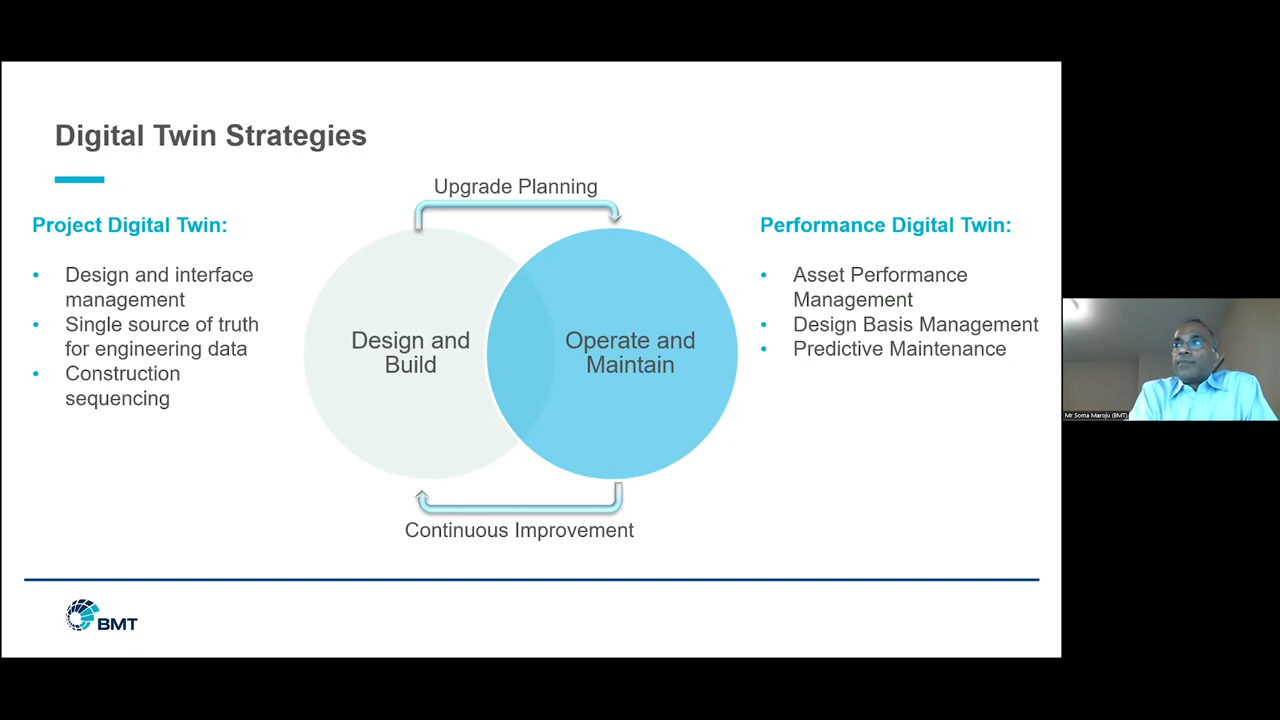 Digital Twin Strategies
Upgrade Planning
Project Digital Twin:
• Design and interface
management
• Single source of truth
for engineering data
• Construction
sequencing
Design and
Build
Operate and
Maintain
Performance Digital Twin:
• Asset Performance
Management
• Design Basis Management
• Predictive Maintenance
Continuous Improvement
BMT
Mr Soma Maroju (BMT)